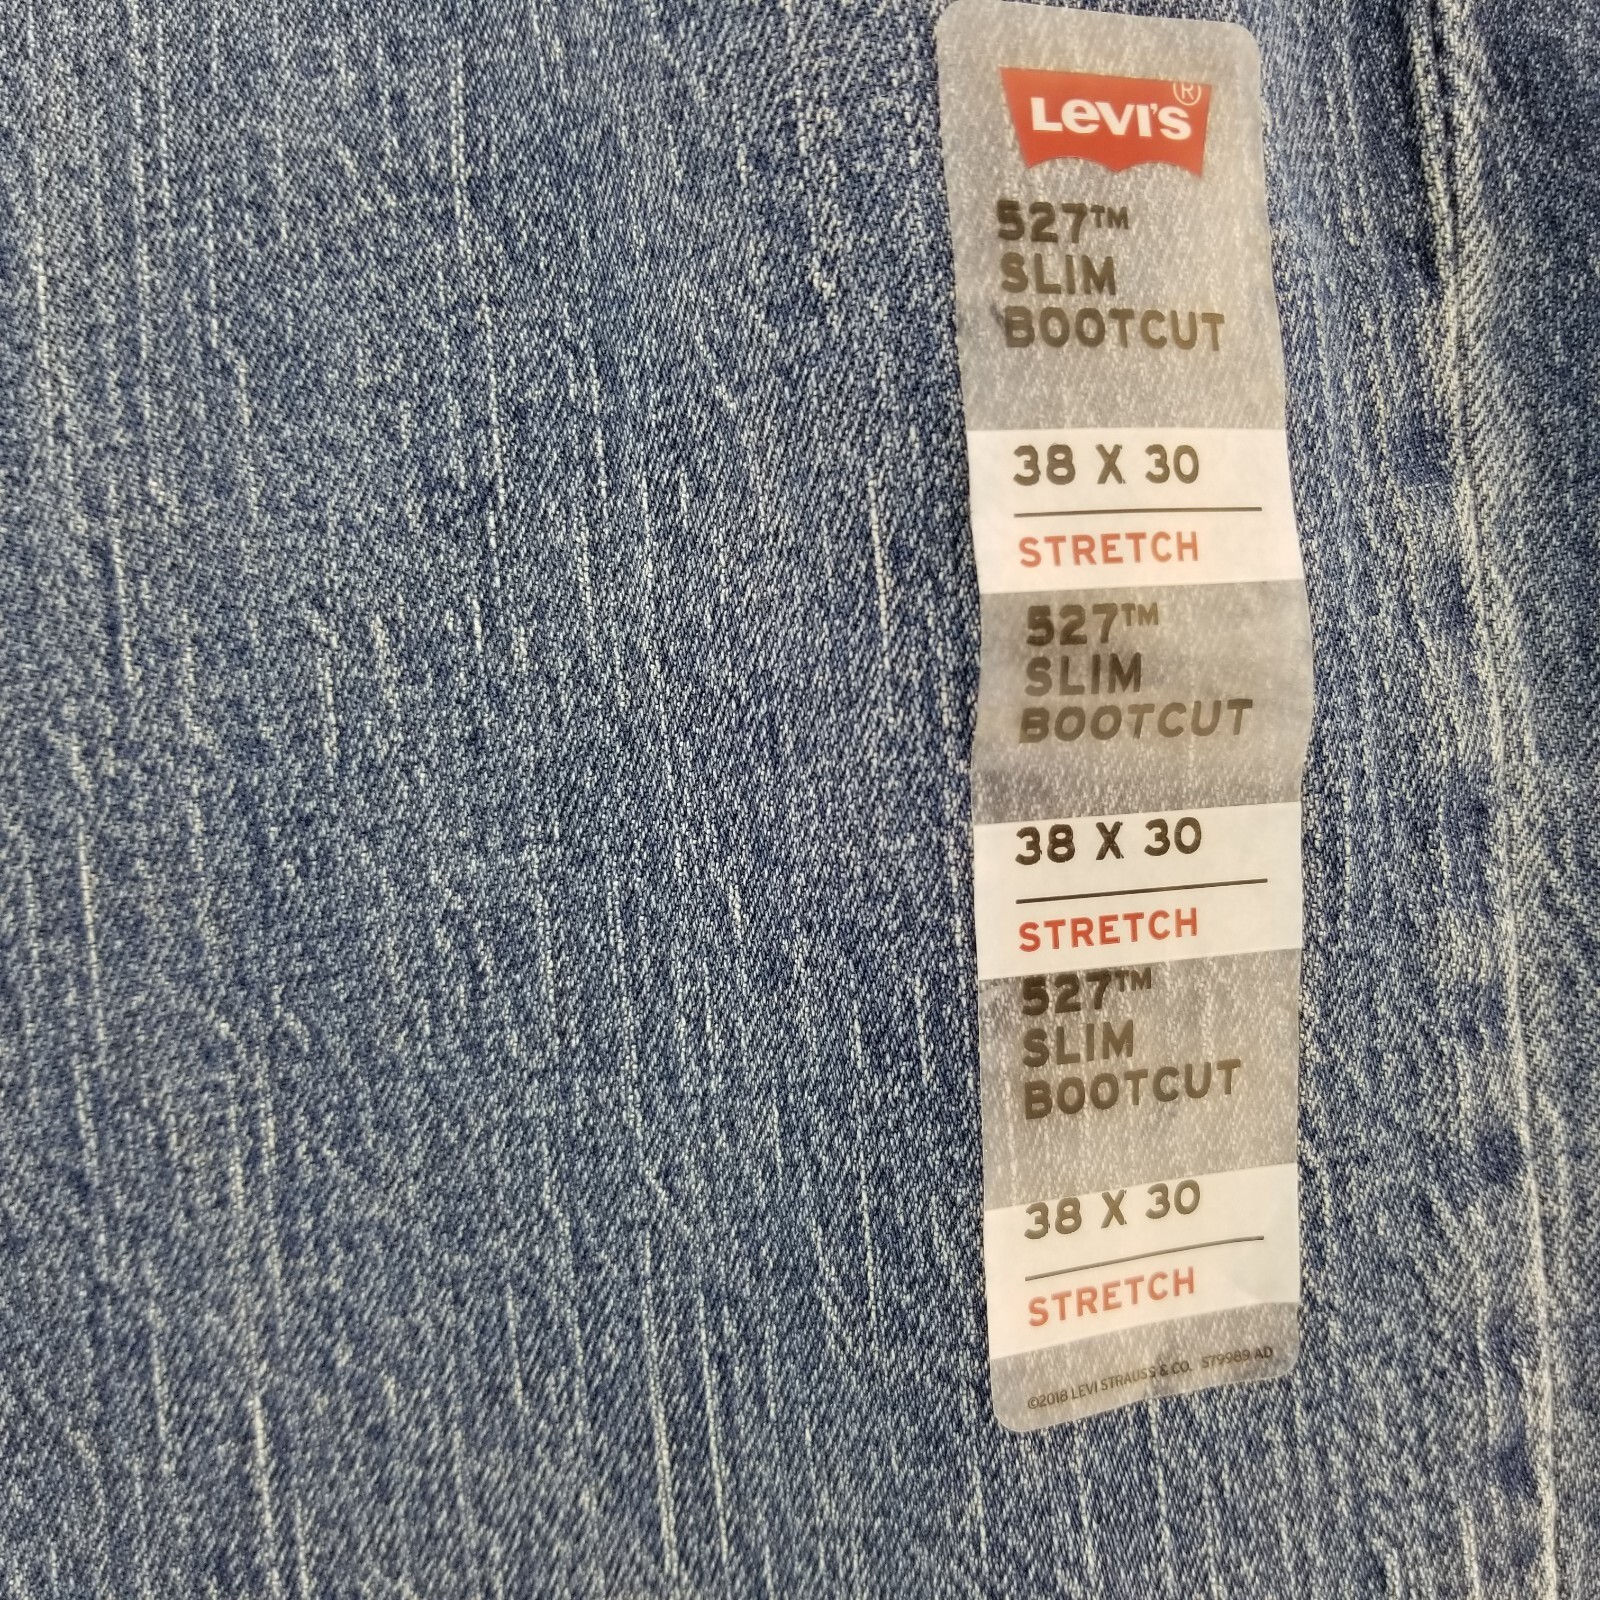 LEVI'S®
527™
SLIM
BOOTCUT
38 X 30
STRETCH
527™
SLIM
BOOTCUT
38 X 30
STRETCH
527™
SLIM
BOOTCUT
38 X 30
STRETCH
©2018 LEVI STRAUSS & CO. S79989 AD